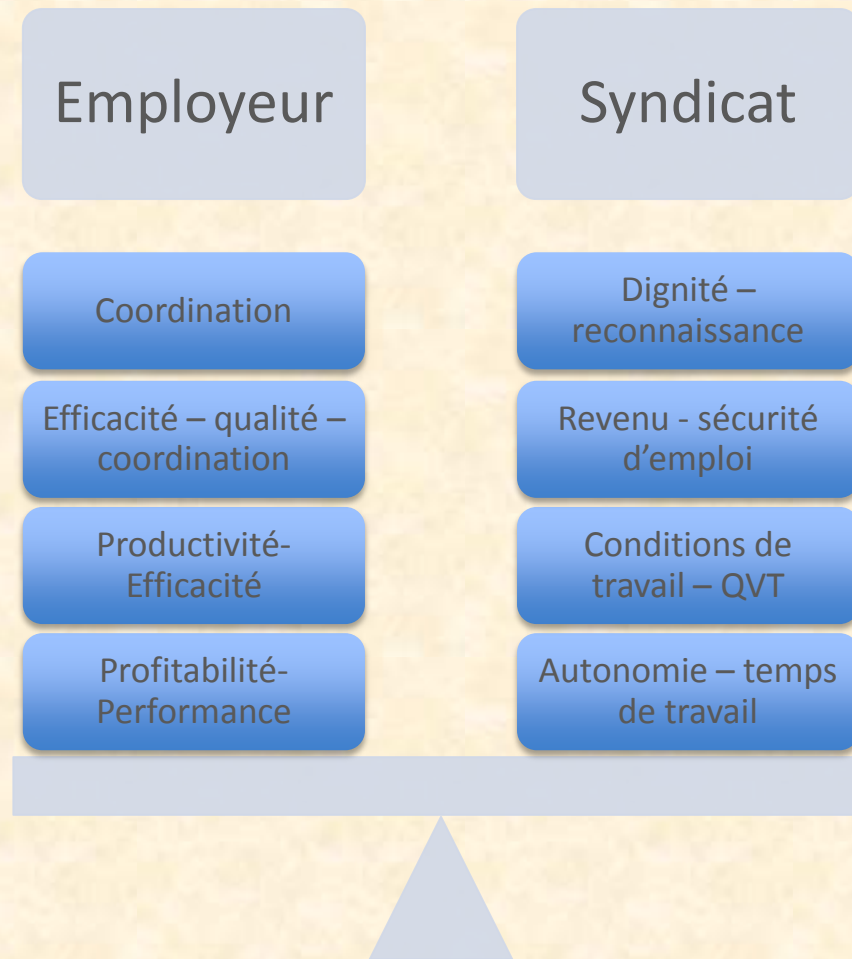 Employeur
Syndicat
Coordination
Efficacité – qualité –
coordination
Productivité-
Efficacité
Profitabilité-
Performance
Dignité –
reconnaissance
Revenu - sécurité
d’emploi
Conditions de
travail – QVT
Autonomie – temps
de travail